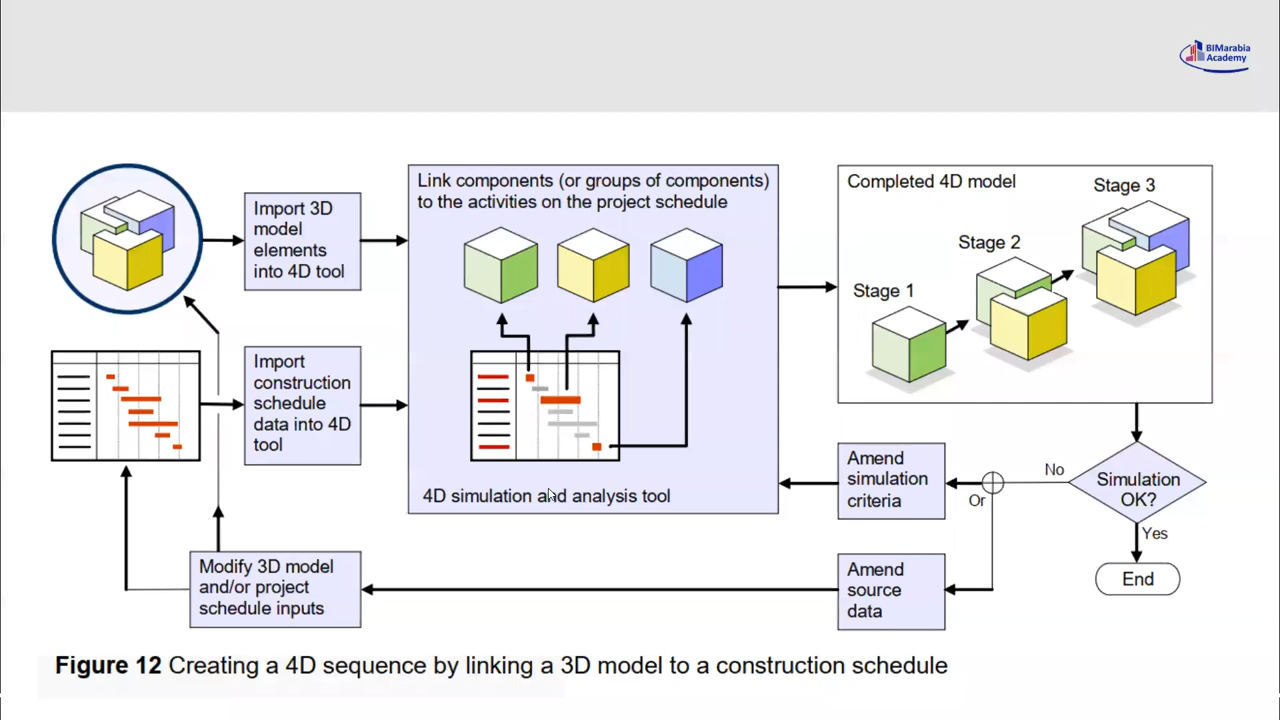 BIMarabia
Academy
Import 3D
model
elements
into 4D tool
Link components (or groups of components)
to the activities on the project schedule
Completed 4D model
Stage 3
Stage 2
Stage 1
Import
construction
schedule
data into 4D
tool
4D simulation and analysis tool
Amend
simulation
criteria
Or
No
Simulation
OK?
Yes
End
Modify 3D model
and/or project
schedule inputs
Amend
source
data
Figure 12 Creating a 4D sequence by linking a 3D model to a construction schedule